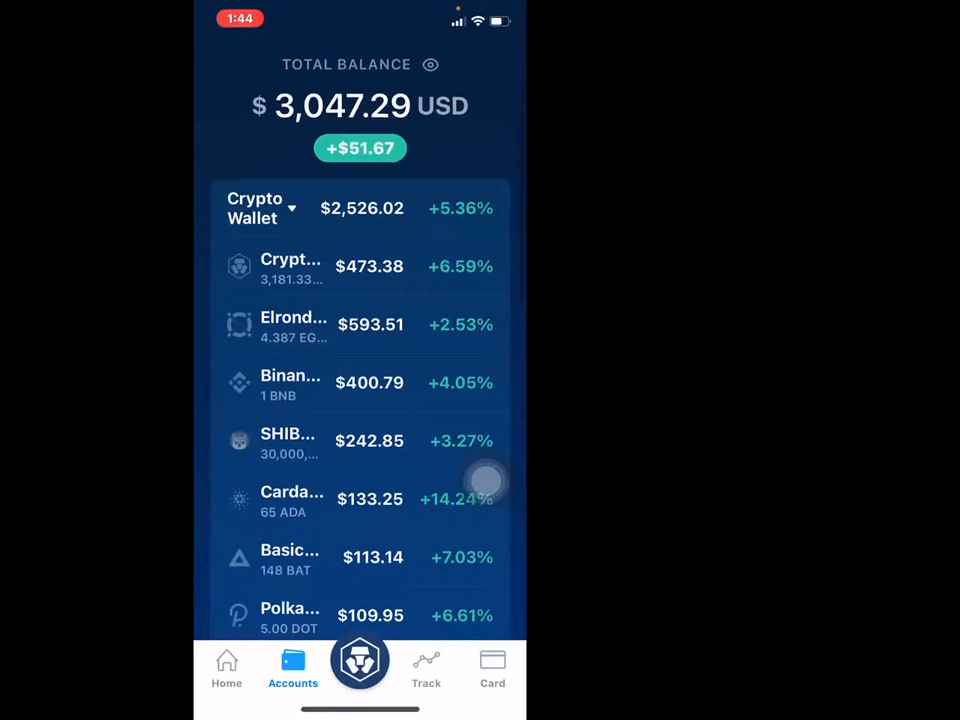 1:44
TOTAL BALANCE
$ 3,047.29 USD
+$51.67
Crypto Wallet $2,526.02 +5.36%
Crypt... $473.38 +6.59%
3,181.33...
Elrond... $593.51 +2.53%
4.387 EG...
Binan... $400.79 +4.05%
1 BNB
SHIB... $242.85 +3.27%
30,000,...
Carda... $133.25 +14.24%
65 ADA
Basic... $113.14 +7.03%
148 BAT
Polka... $109.95 +6.61%
5.00 DOT
Home Accounts Track Card